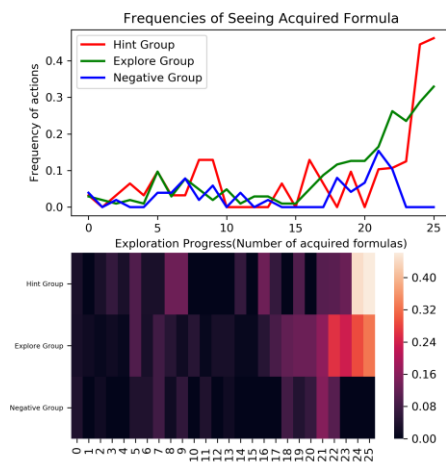 Frequencies of Seeing Acquired Formula
Hint Group
Explore Group
Negative Group
Frequency of actions
0.4
0.3
0.2
0.1
0.0
0 5 10 15 20 25
Exploration Progress(Number of acquired formulas)
Hint Group
Explore Group
Negative Group
0.40
0.32
0.24
0.16
0.08
0.00
0 1 2 3 4 5 6 7 8 9 10 11 12 13 14 15 16 17 18 19 20 21 22 23 24 25